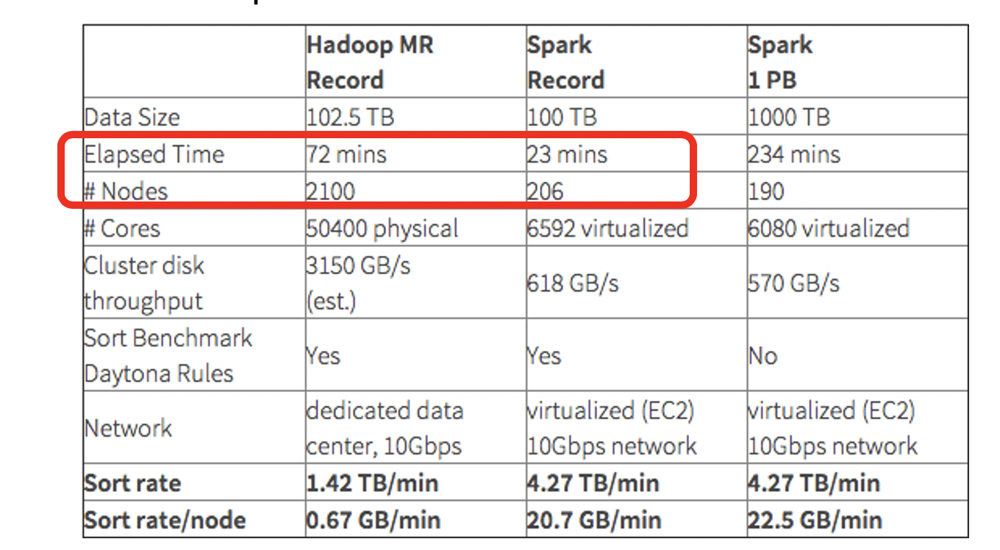 Hadoop MR Record Spark Record Spark 1 PB
Data Size 102.5 TB 100 TB 1000 TB
Elapsed Time 72 mins 23 mins 234 mins
# Nodes 2100 206 190
# Cores 50400 physical 6592 virtualized 6080 virtualized
Cluster disk throughput 3150 GB/s (est.) 618 GB/s 570 GB/s
Sort Benchmark Daytona Rules Yes Yes No
Network dedicated data center, 10Gbps virtualized (EC2) 10Gbps network virtualized (EC2) 10Gbps network
Sort rate 1.42 TB/min 4.27 TB/min 4.27 TB/min
Sort rate/node 0.67 GB/min 20.7 GB/min 22.5 GB/min